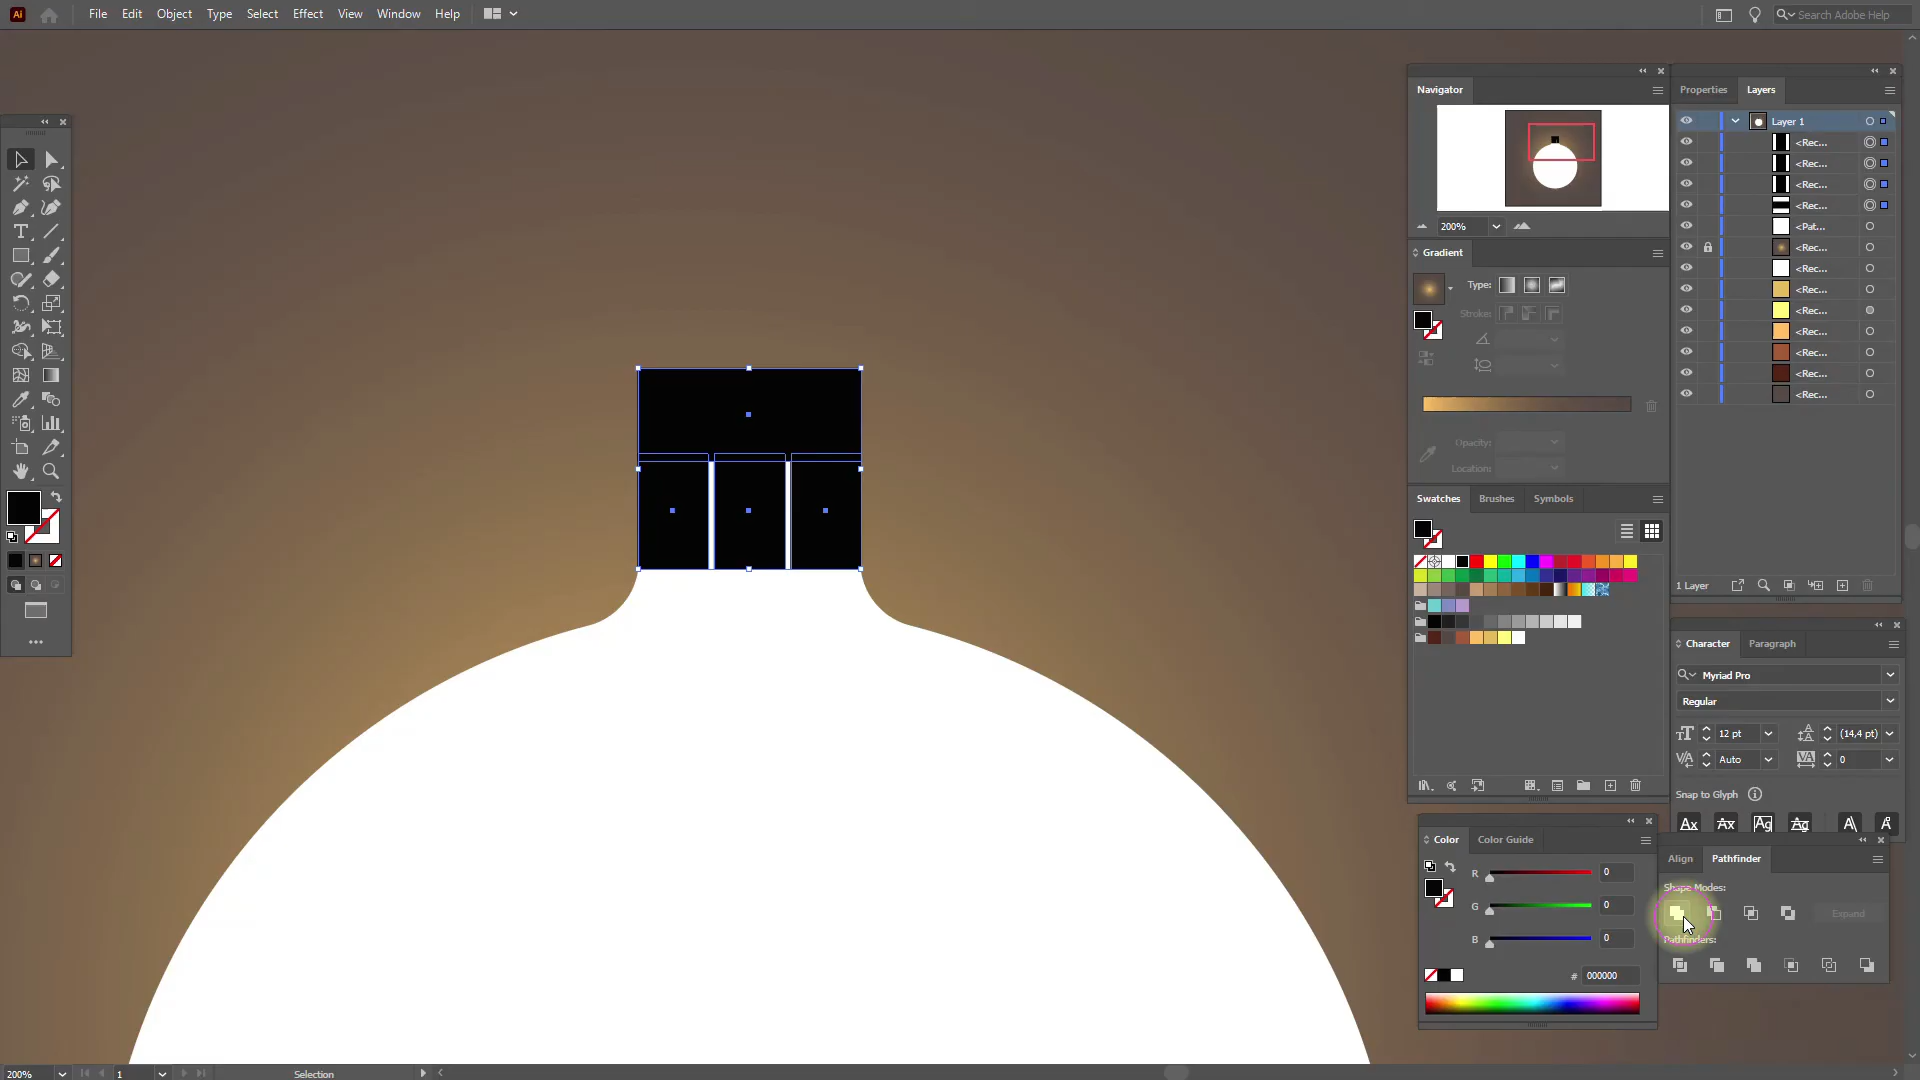 Ai File Edit Object Type Select Effect View Window Help Search Adobe Help
Navigator
200%
Gradient
Type:
Stroke:
Opacity:
Location:
Swatches Brushes Symbols
Color Color Guide
R 0
G 0
B 0
# 000000
Properties Layers
Layer 1
<Rec...
<Rec...
<Rec...
<Rec...
<Pat...
<Rec...
<Rec...
<Rec...
<Rec...
<Rec...
<Rec...
<Rec...
<Rec...
1 Layer
Character Paragraph
Myriad Pro
Regular
12 pt (14,4 pt)
Auto 0
Snap to Glyph
Align Pathfinder
Shape Modes:
Expand
Pathfinders:
200% 1 Selection